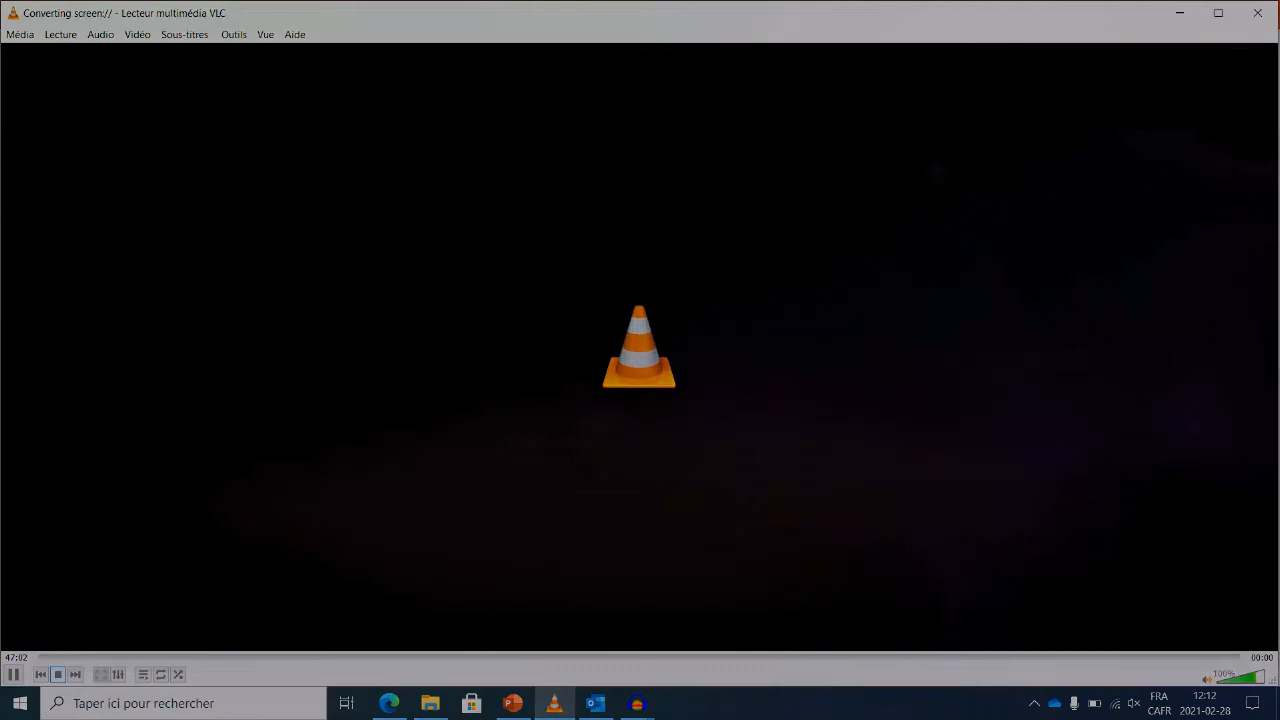 Converting screen:// - Lecteur multimédia VLC
Média Lecture Audio Vidéo Sous-titres Outils Vue Aide
47:02 00:00
100%
Taper ici pour rechercher
FRA 12:12
CAFR 2021-02-28